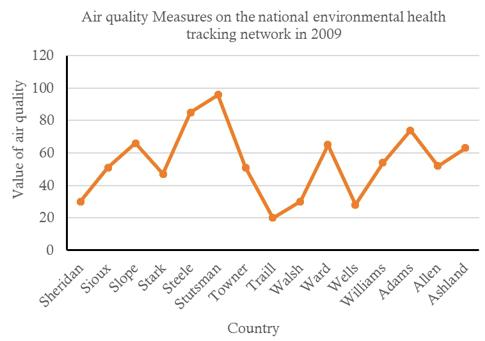 Air quality Measures on the national environmental health
tracking network in 2009
Value of air quality
120
100
80
60
40
20
0
Sheridan
Sioux
Slope
Stark
Steele
Stutsman
Towner
Traill
Walsh
Ward
Wells
Williams
Adams
Allen
Ashland
Country